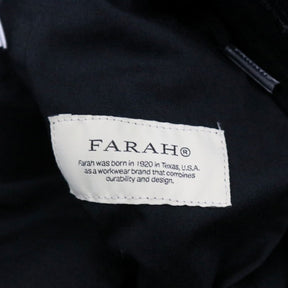 FARAH®
Farah was born in 1920 in Texas, U.S.A.
as a workwear brand that combines
durability and design.